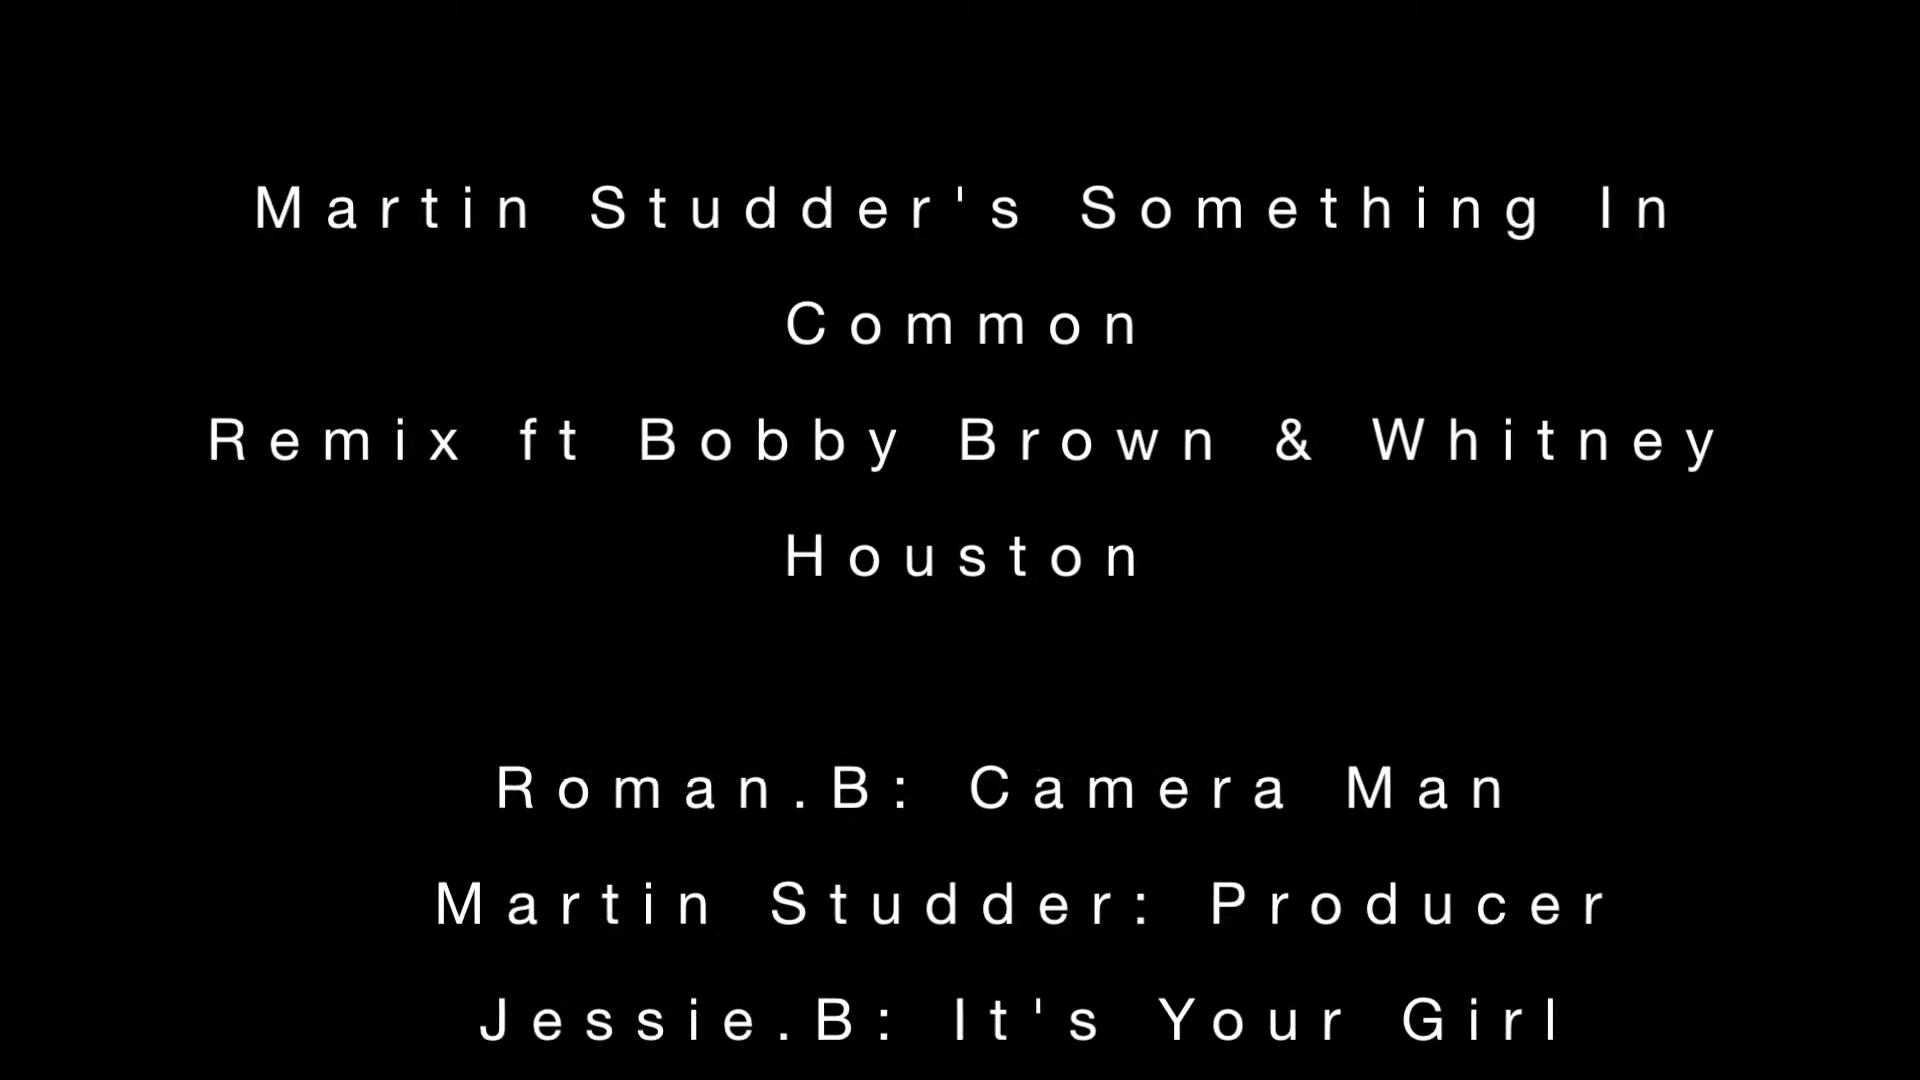 Martin Studder's Something In
Common
Remix ft Bobby Brown & Whitney
Houston
Roman.B: Camera Man
Martin Studder: Producer
Jessie.B: It's Your Girl